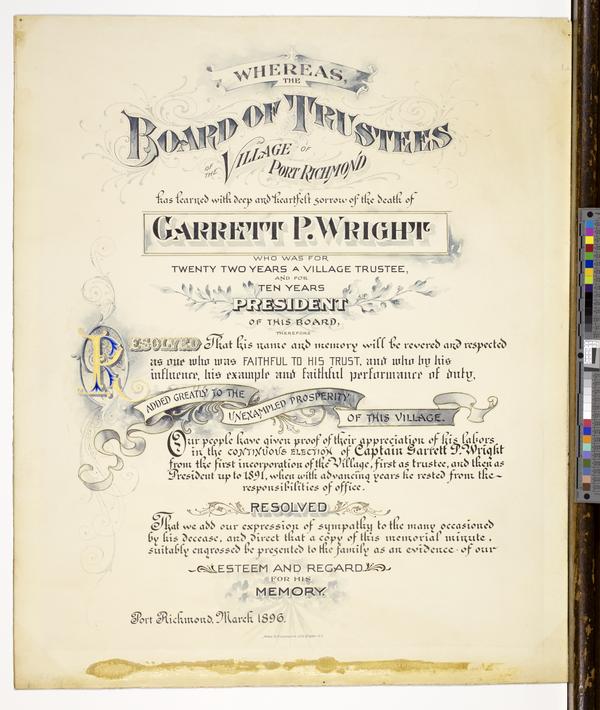 WHEREAS,
THE
BOARD OF TRUSTEES
OF THE VILLAGE OF PORT RICHMOND
has learned with deep and heartfelt sorrow of the death of
GARRETT P. WRIGHT
WHO WAS FOR
TWENTY TWO YEARS A VILLAGE TRUSTEE,
AND FOR
TEN YEARS
PRESIDENT
OF THIS BOARD,
THEREFORE
RESOLVED That his name and memory will be revered and respected
as one who was FAITHFUL TO HIS TRUST, and who by his
influence, his example and faithful performance of duty,
ADDED GREATLY TO THE UNEXAMPLED PROSPERITY OF THIS VILLAGE.
Our people have given proof of their appreciation of his labors
in the CONTINUOUS ELECTION of Captain Garrett P. Wright
from the first incorporation of the Village, first as trustee, and then as
President up to 1891, when with advancing years he rested from the
responsibilities of office.
RESOLVED
That we add our expression of sympathy to the many occasioned
by his decease, and direct that a copy of this memorial minute,
suitably engrossed be presented to the family as an evidence of our
ESTEEM AND REGARD
FOR HIS
MEMORY.
Port Richmond, March 1896.